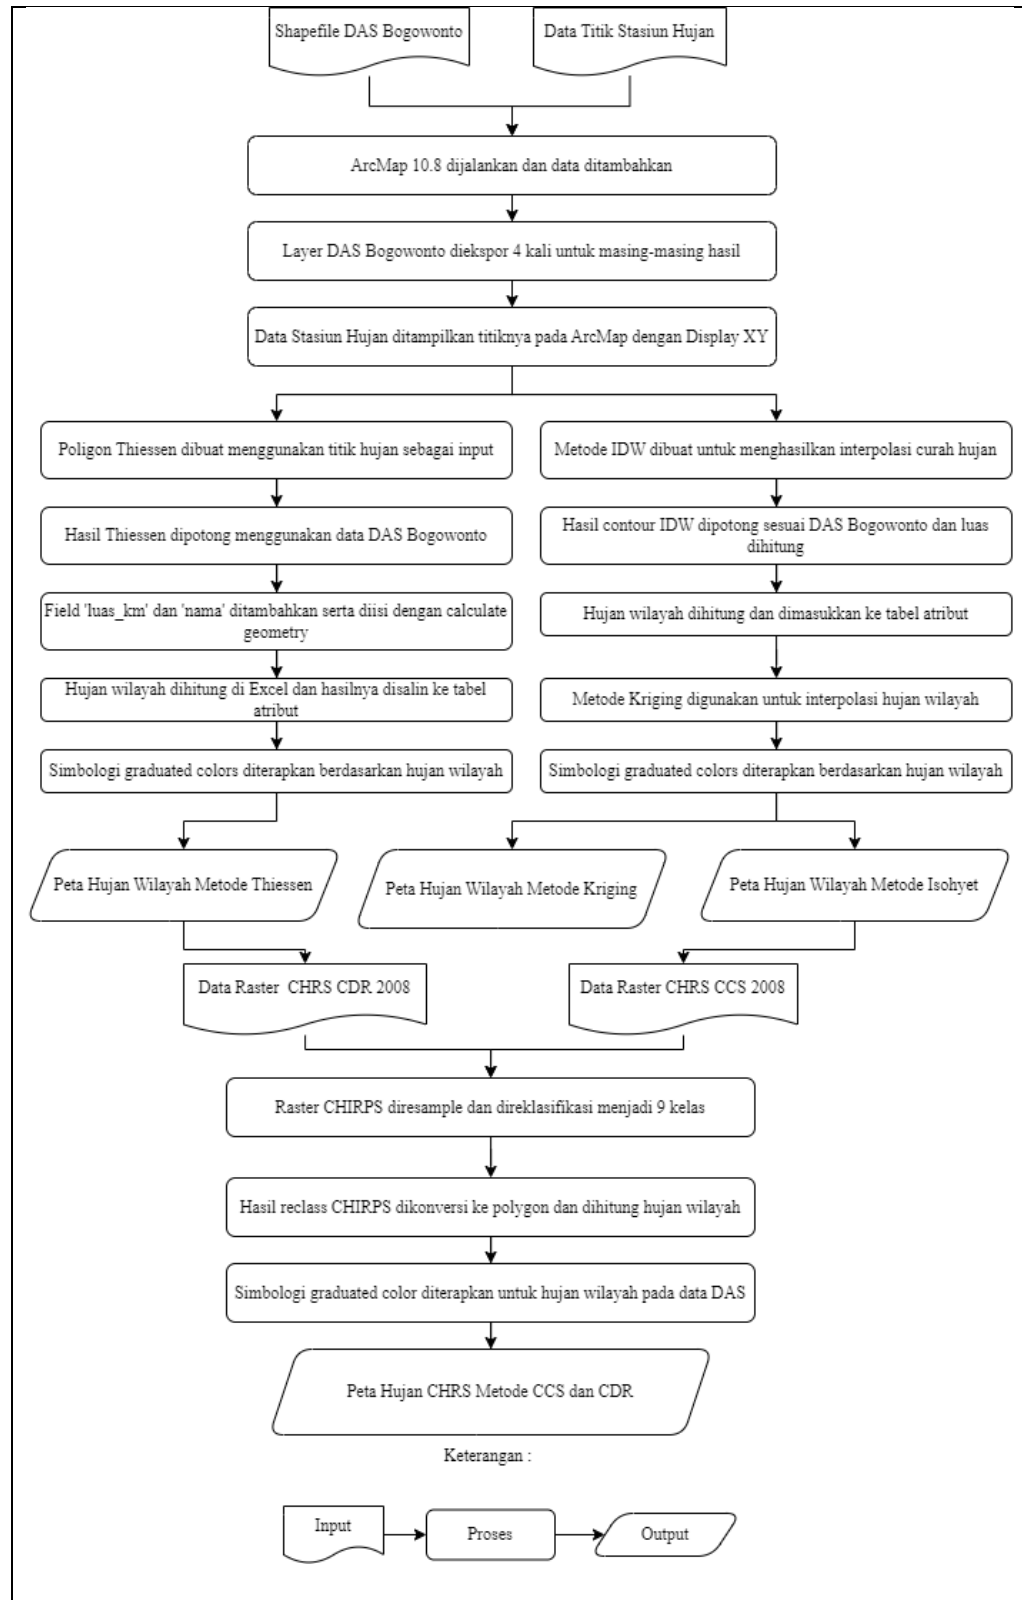 Shapefile DAS Bogowonto
Data Titik Stasiun Hujan
ArcMap 10.8 dijalankan dan data ditambahkan
Layer DAS Bogowonto diekspor 4 kali untuk masing-masing hasil
Data Stasiun Hujan ditampilkan titiknya pada ArcMap dengan Display XY
Poligon Thiessen dibuat menggunakan titik hujan sebagai input
Metode IDW dibuat untuk menghasilkan interpolasi curah hujan
Hasil Thiessen dipotong menggunakan data DAS Bogowonto
Hasil contour IDW dipotong sesuai DAS Bogowonto dan luas
dihitung
Field 'luas_km' dan 'nama' ditambahkan serta diisi dengan calculate
geometry
Hujan wilayah dihitung dan dimasukkan ke tabel atribut
Hujan wilayah dihitung di Excel dan hasilnya disalin ke tabel
atribut
Metode Kriging digunakan untuk interpolasi hujan wilayah
Simbologi graduated colors diterapkan berdasarkan hujan wilayah
Simbologi graduated colors diterapkan berdasarkan hujan wilayah
Peta Hujan Wilayah Metode Thiessen
Peta Hujan Wilayah Metode Kriging
Peta Hujan Wilayah Metode Isohyet
Data Raster CHRS CDR 2008
Data Raster CHRS CCS 2008
Raster CHIRPS diresample dan direklasifikasi menjadi 9 kelas
Hasil reclass CHIRPS dikonversi ke polygon dan dihitung hujan wilayah
Simbologi graduated color diterapkan untuk hujan wilayah pada data DAS
Peta Hujan CHRS Metode CCS dan CDR
Keterangan :
Input
Proses
Output